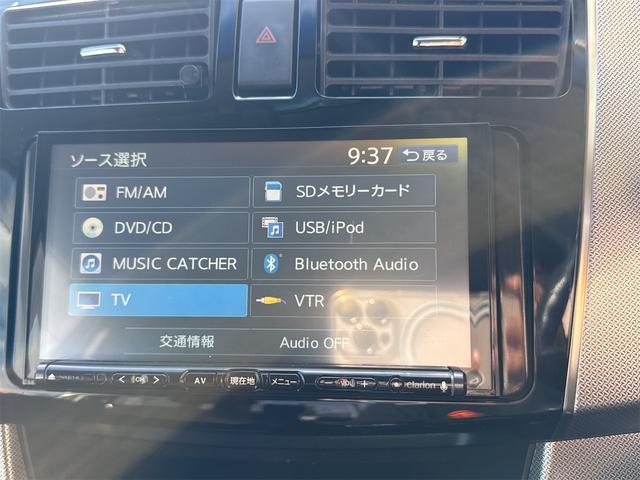 ソース選択 9:37 戻る
FM/AM SDメモリーカード
DVD/CD USB/iPod
MUSIC CATCHER Bluetooth Audio
TV VTR
交通情報 Audio OFF
CH AV 現在地 メニュー − VOL + Clarion